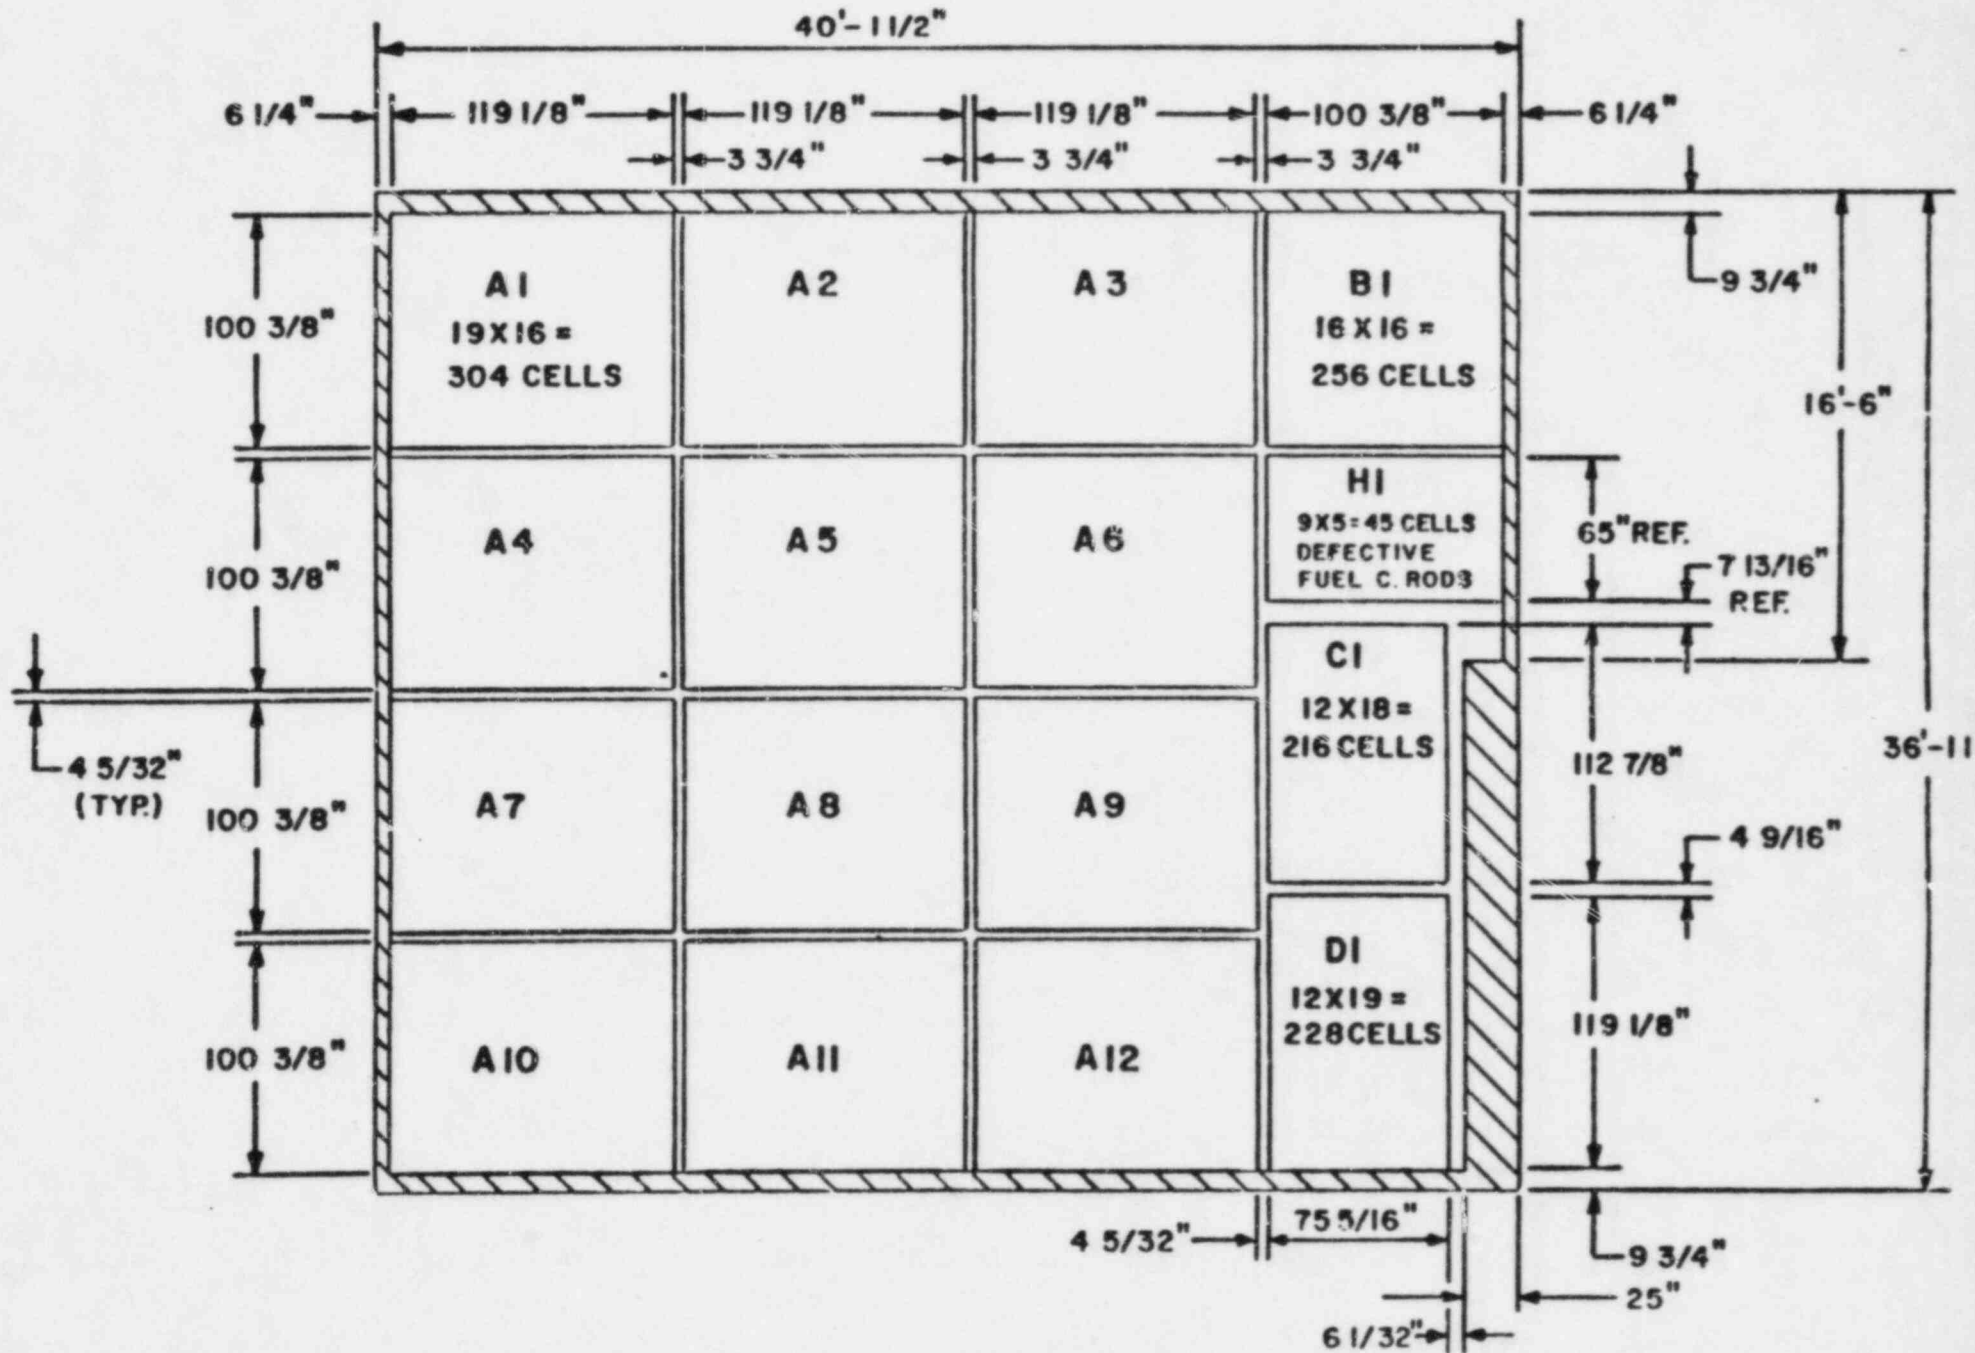 40'-11/2"
6 1/4" 119 1/8" 119 1/8" 119 1/8" 100 3/8" 6 1/4"
3 3/4" 3 3/4" 3 3/4"
9 3/4"
16'-6"
36'-11
100 3/8"
A1
19X16=
304 CELLS
A2
A3
B1
16X16=
256 CELLS
100 3/8"
A4
A5
A6
H1
9X5=45 CELLS
DEFECTIVE
FUEL C. RODS
65" REF.
7 13/16"
REF.
4 5/32"
(TYP.)
100 3/8"
A7
A8
A9
C1
12X18=
216 CELLS
112 7/8"
4 9/16"
100 3/8"
A10
A11
A12
D1
12X19=
228 CELLS
119 1/8"
4 5/32" 75 5/16"
9 3/4"
25"
6 1/32"